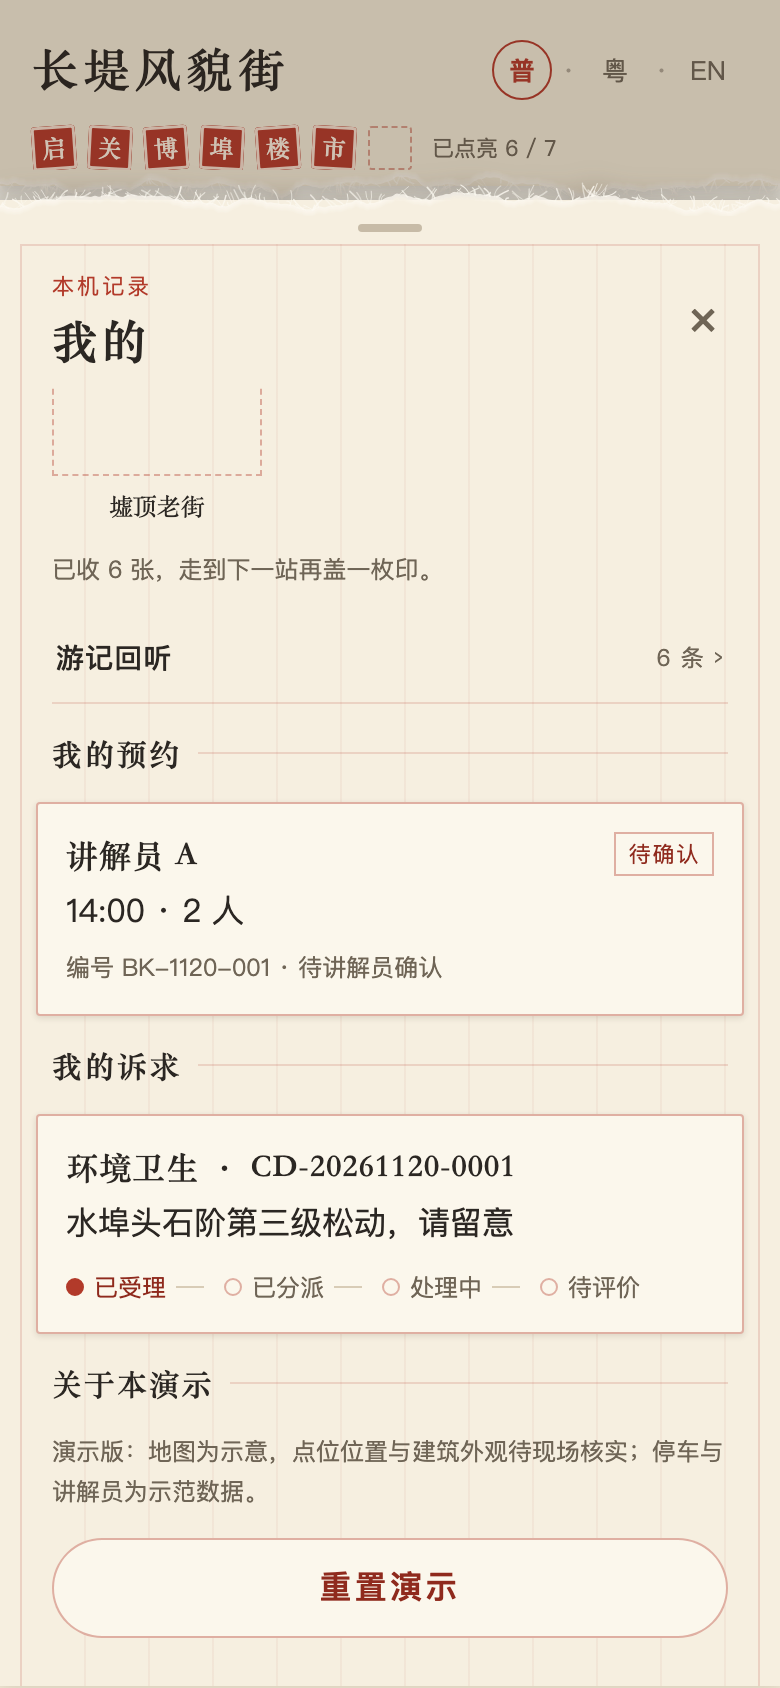 长堤风貌街
普 · 粤 · EN
启 关 博 埠 楼 市 已点亮 6 / 7
本机记录
我的
墟顶老街
已收 6 张，走到下一站再盖一枚印。
游记回听 6 条 ›
我的预约
讲解员 A 待确认
14:00 · 2 人
编号 BK-1120-001 · 待讲解员确认
我的诉求
环境卫生 · CD-20261120-0001
水埠头石阶第三级松动，请留意
已受理 已分派 处理中 待评价
关于本演示
演示版：地图为示意，点位位置与建筑外观待现场核实；停车与
讲解员为示范数据。
重置演示